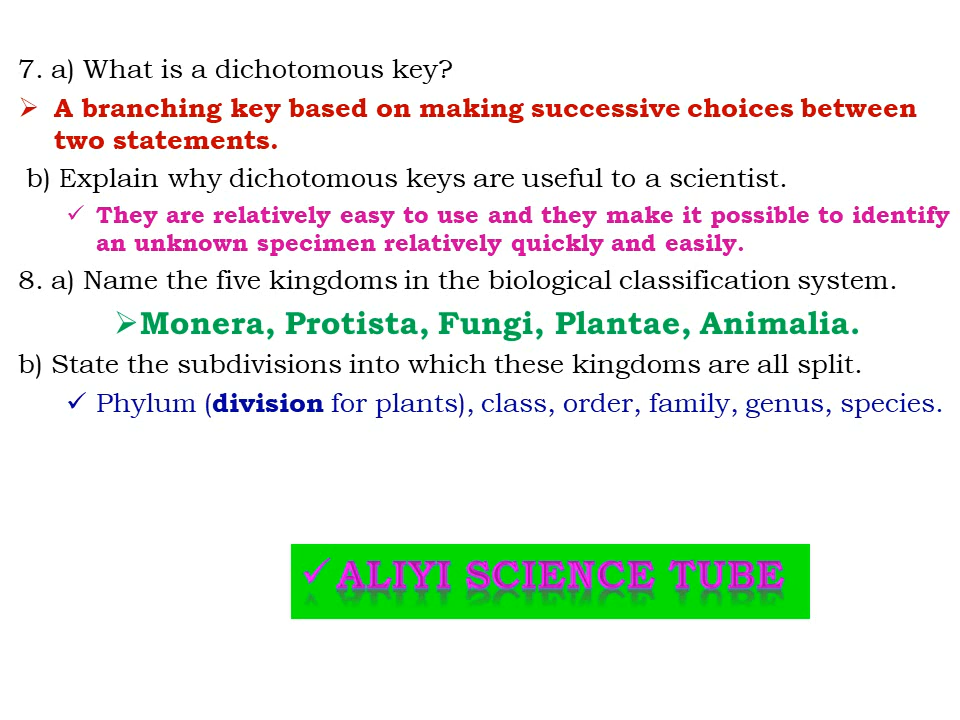 7. a) What is a dichotomous key?
➢ A branching key based on making successive choices between
two statements.
b) Explain why dichotomous keys are useful to a scientist.
✓ They are relatively easy to use and they make it possible to identify
an unknown specimen relatively quickly and easily.
8. a) Name the five kingdoms in the biological classification system.
➢Monera, Protista, Fungi, Plantae, Animalia.
b) State the subdivisions into which these kingdoms are all split.
✓ Phylum (division for plants), class, order, family, genus, species.
✓ALIYI SCIENCE TUBE